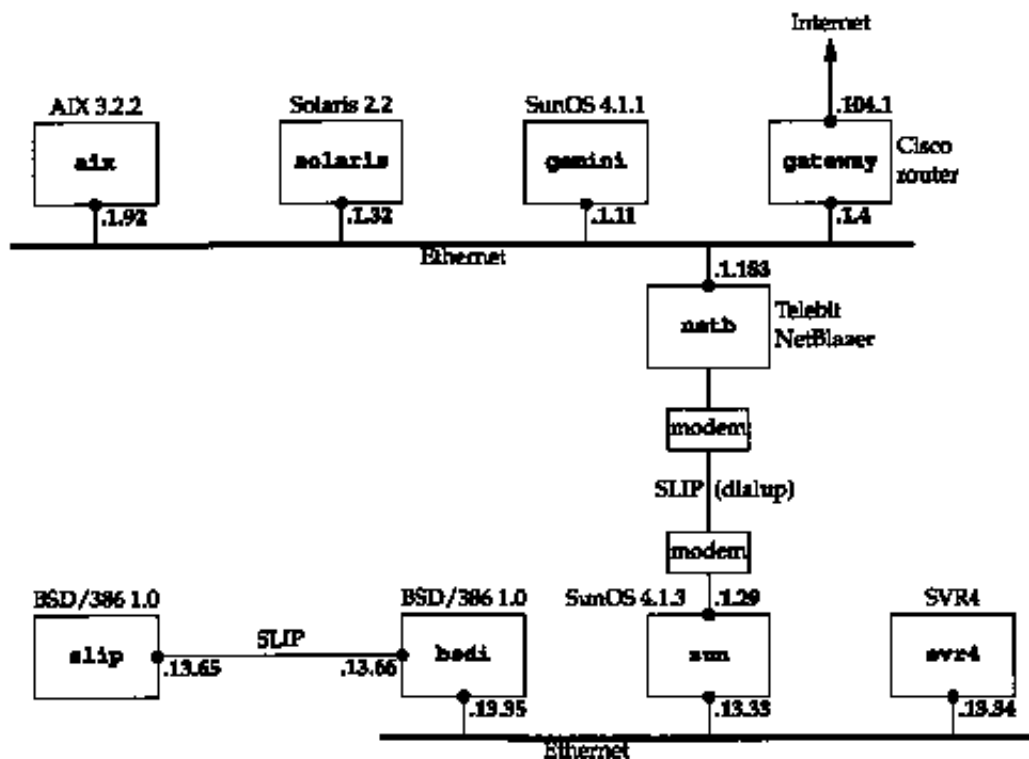 Internet
AIX 3.2.2
Solaris 2.2
SunOS 4.1.1
.104.1
aix
solaris
gemini
gateway
Cisco
router
.1.92
.1.32
.1.11
.1.4
Ethernet
.1.183
netb
Telebit
NetBlazer
modem
SLIP (dialup)
modem
BSD/386 1.0
BSD/386 1.0
SunOS 4.1.3
.1.29
SVR4
slip
SLIP
bsdi
sun
svr4
.13.65
.13.66
.13.35
.13.33
.13.34
Ethernet